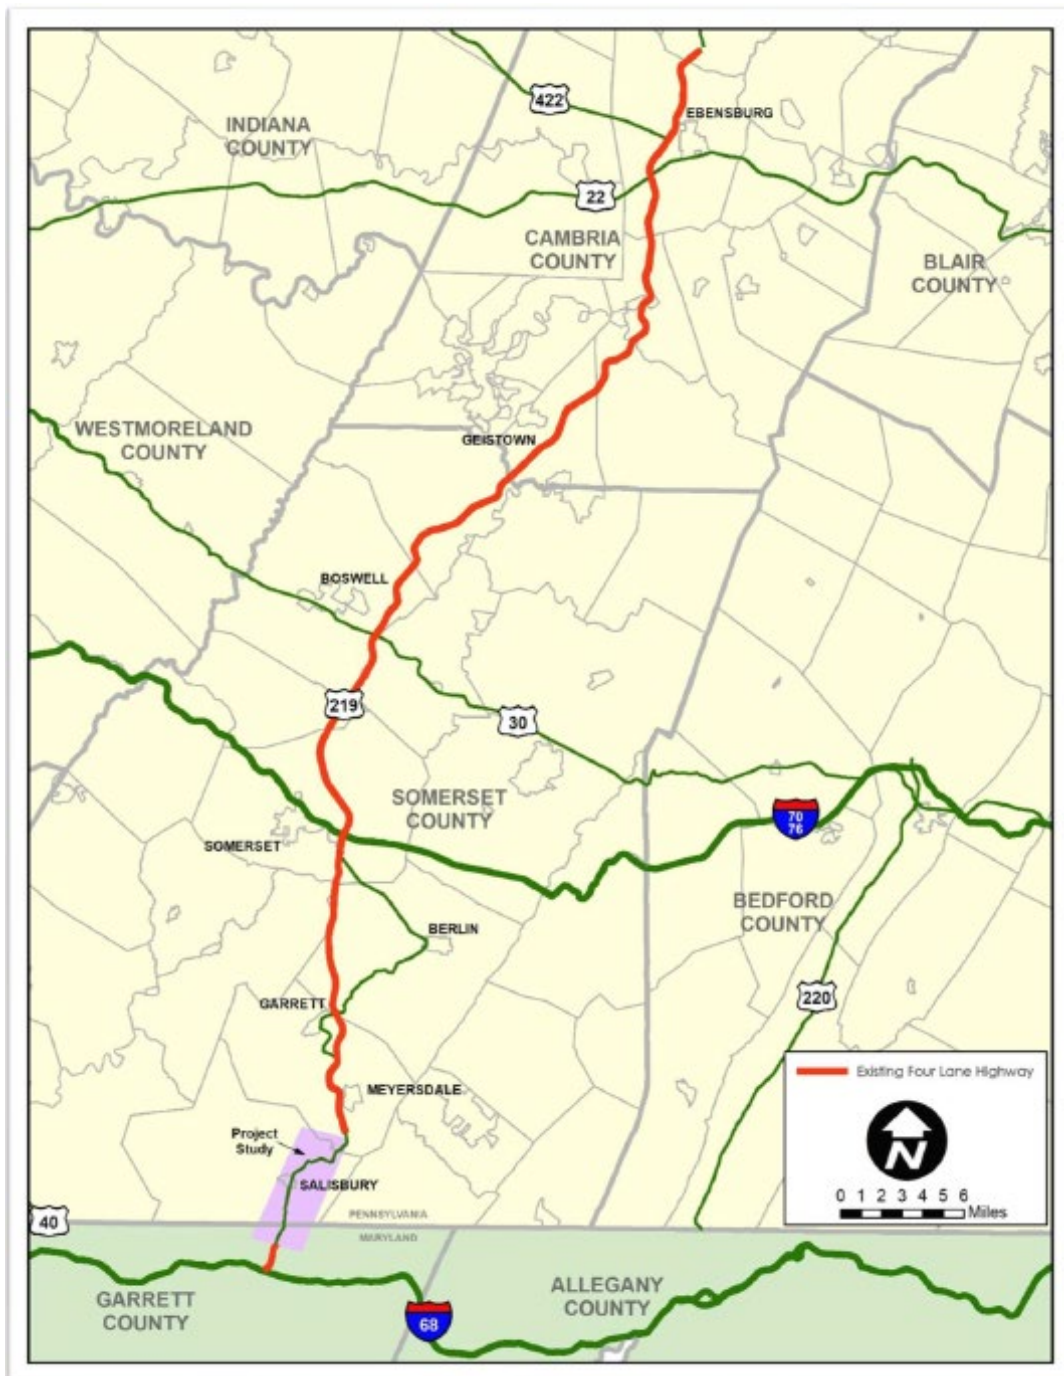 422
EBENSBURG
INDIANA
COUNTY
22
CAMBRIA
COUNTY
BLAIR
COUNTY
WESTMORELAND
COUNTY
GEISTOWN
BOSWELL
219
30
SOMERSET
COUNTY
70
76
SOMERSET
BEDFORD
COUNTY
BERLIN
220
GARRETT
Existing Four Lane Highway
MEYERSDALE
N
Project
Study
SALISBURY
0 1 2 3 4 5 6
Miles
40
PENNSYLVANIA
MARYLAND
GARRETT
COUNTY
ALLEGANY
COUNTY
68